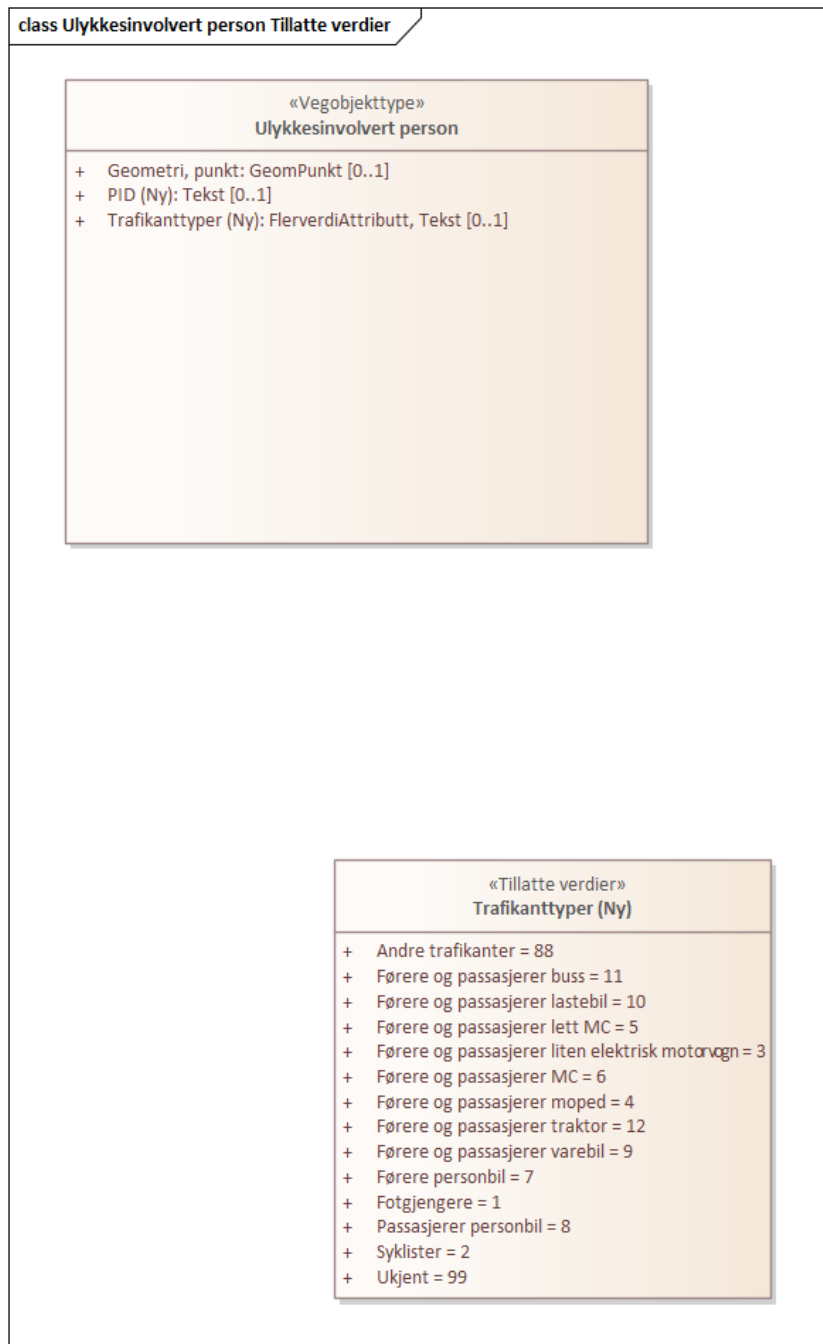 class Ulykkesinvolvert person Tillatte verdier
«Vegobjekttype»
Ulykkesinvolvert person
+ Geometri, punkt: GeomPunkt [0..1]
+ PID (Ny): Tekst [0..1]
+ Trafikanttyper (Ny): FlerverdiAttributt, Tekst [0..1]
«Tillatte verdier»
Trafikanttyper (Ny)
+ Andre trafikanter = 88
+ Førere og passasjerer buss = 11
+ Førere og passasjerer lastebil = 10
+ Førere og passasjerer lett MC = 5
+ Førere og passasjerer liten elektrisk motorvogn = 3
+ Førere og passasjerer MC = 6
+ Førere og passasjerer moped = 4
+ Førere og passasjerer traktor = 12
+ Førere og passasjerer varebil = 9
+ Førere personbil = 7
+ Fotgjengere = 1
+ Passasjerer personbil = 8
+ Syklister = 2
+ Ukjent = 99